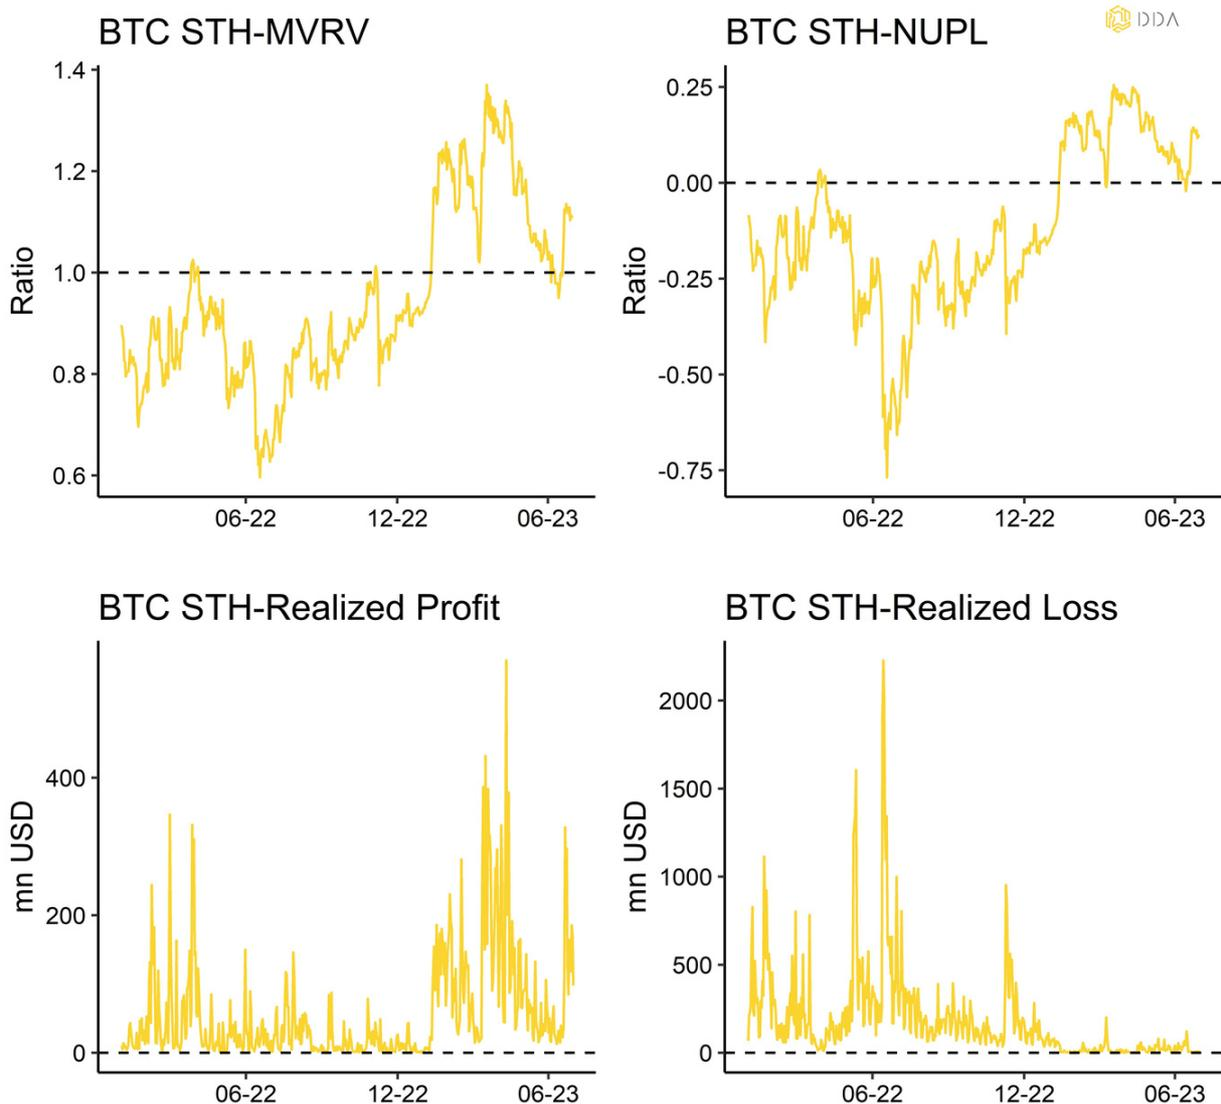 BTC STH-MVRV
1.4
1.2
1.0
0.8
0.6
Ratio
06-22 12-22 06-23
BTC STH-NUPL
DDA
0.25
0.00
-0.25
-0.50
-0.75
Ratio
06-22 12-22 06-23
BTC STH-Realized Profit
400
200
0
mn USD
06-22 12-22 06-23
BTC STH-Realized Loss
2000
1500
1000
500
0
mn USD
06-22 12-22 06-23